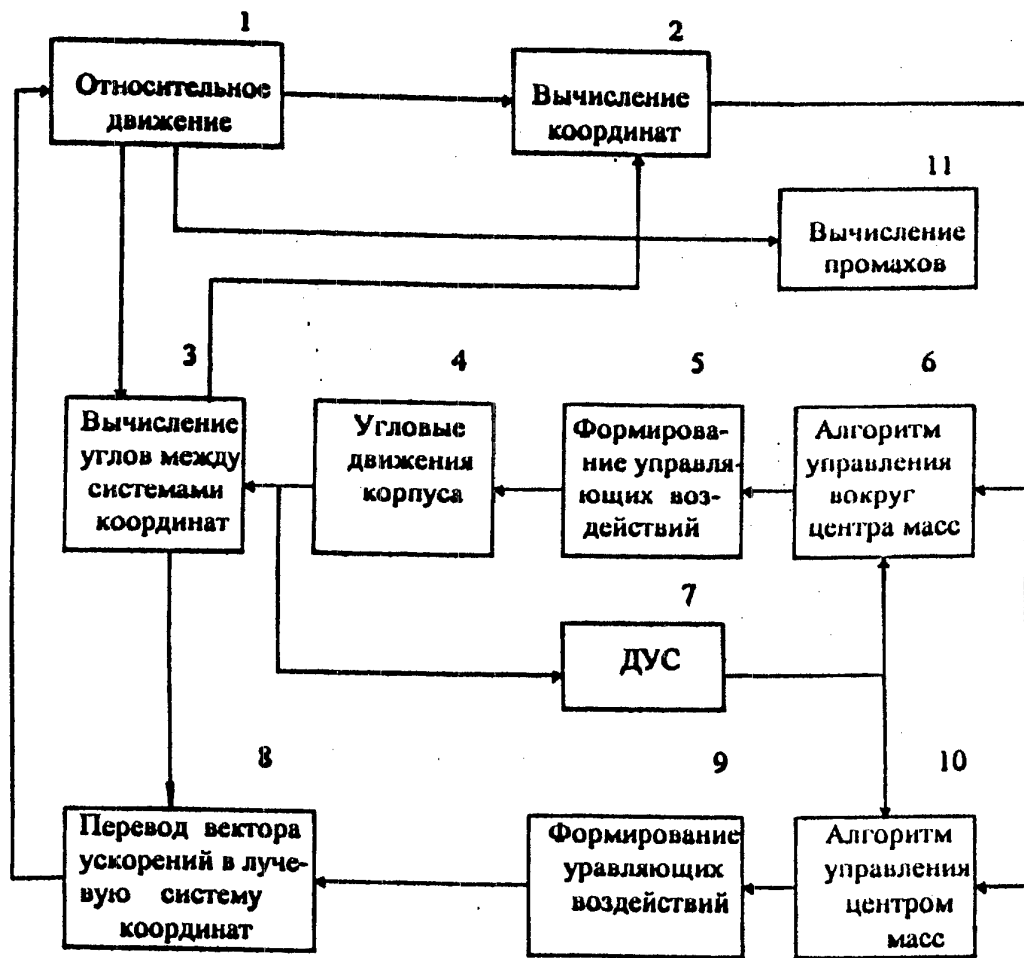 1
Относительное
движение
2
Вычисление
координат
11
Вычисление
промахов
3
Вычисление
углов между
системами
координат
4
Угловые
движения
корпуса
5
Формирова-
ние управля-
ющих воз-
действий
6
Алгоритм
управления
вокруг
центра масс
7
ДУС
8
Перевод вектора
ускорений в луче-
вую систему
координат
9
Формирование
уравляющих
воздействий
10
Алгоритм
управления
центром
масс